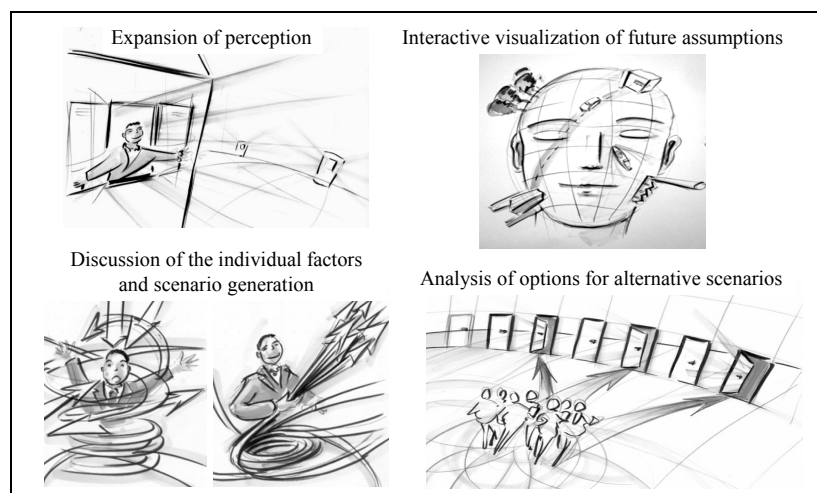 Expansion of perception
Interactive visualization of future assumptions
Discussion of the individual factors
and scenario generation
Analysis of options for alternative scenarios